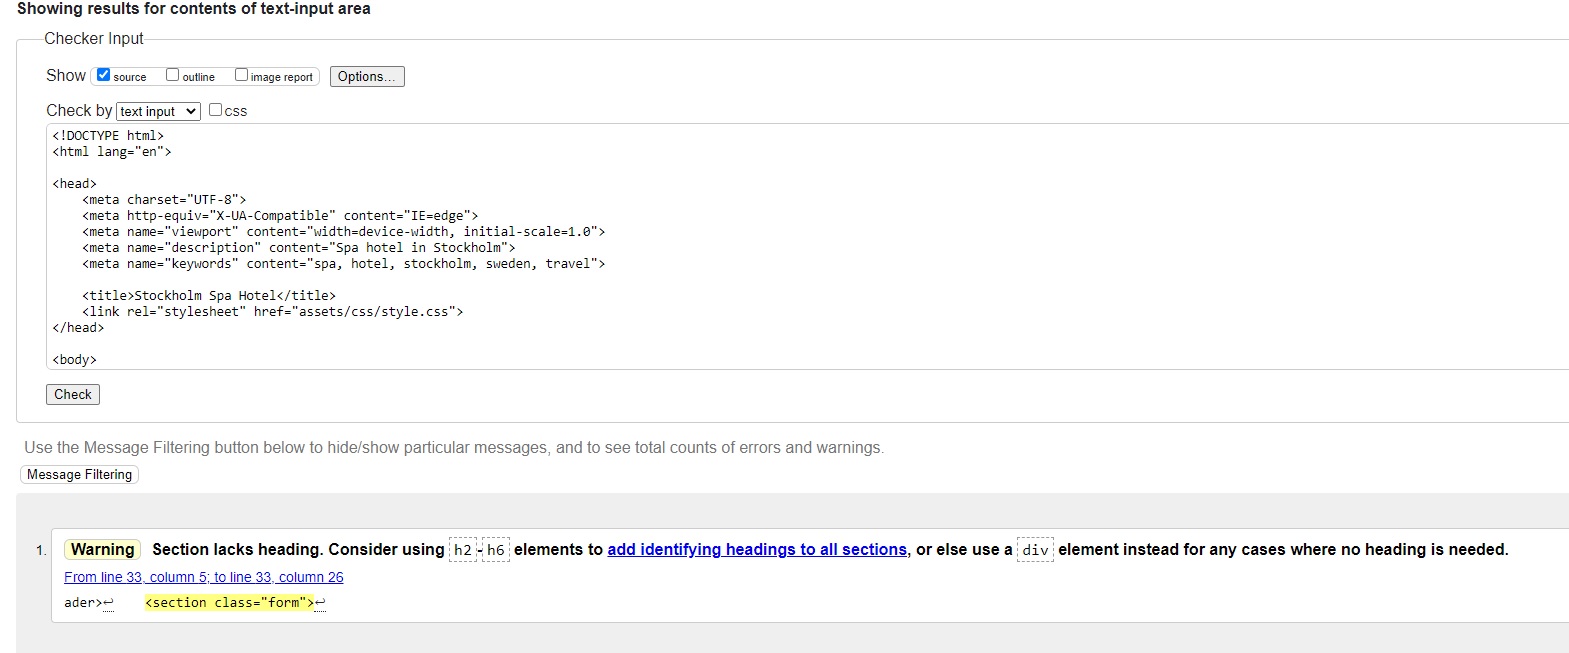 Showing results for contents of text-input area
Checker Input
Show source outline image report Options...
Check by text input css
<!DOCTYPE html>
<html lang="en">
<head>
    <meta charset="UTF-8">
    <meta http-equiv="X-UA-Compatible" content="IE=edge">
    <meta name="viewport" content="width=device-width, initial-scale=1.0">
    <meta name="description" content="Spa hotel in Stockholm">
    <meta name="keywords" content="spa, hotel, stockholm, sweden, travel">
    <title>Stockholm Spa Hotel</title>
    <link rel="stylesheet" href="assets/css/style.css">
</head>
<body>
Check
Use the Message Filtering button below to hide/show particular messages, and to see total counts of errors and warnings.
Message Filtering
1. Warning Section lacks heading. Consider using h2-h6 elements to add identifying headings to all sections, or else use a div element instead for any cases where no heading is needed.
From line 33, column 5; to line 33, column 26
ader>↩    <section class="form">↩